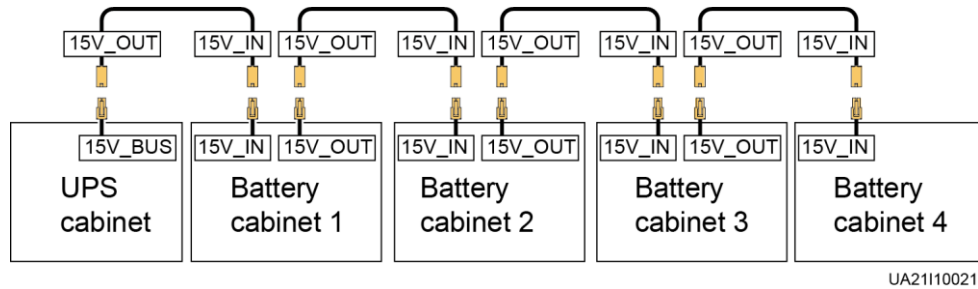 15V_OUT 15V_IN 15V_OUT 15V_IN 15V_OUT 15V_IN 15V_OUT 15V_IN
15V_BUS 15V_IN 15V_OUT 15V_IN 15V_OUT 15V_IN 15V_OUT 15V_IN
UPS
cabinet
Battery
cabinet 1
Battery
cabinet 2
Battery
cabinet 3
Battery
cabinet 4
UA21I10021